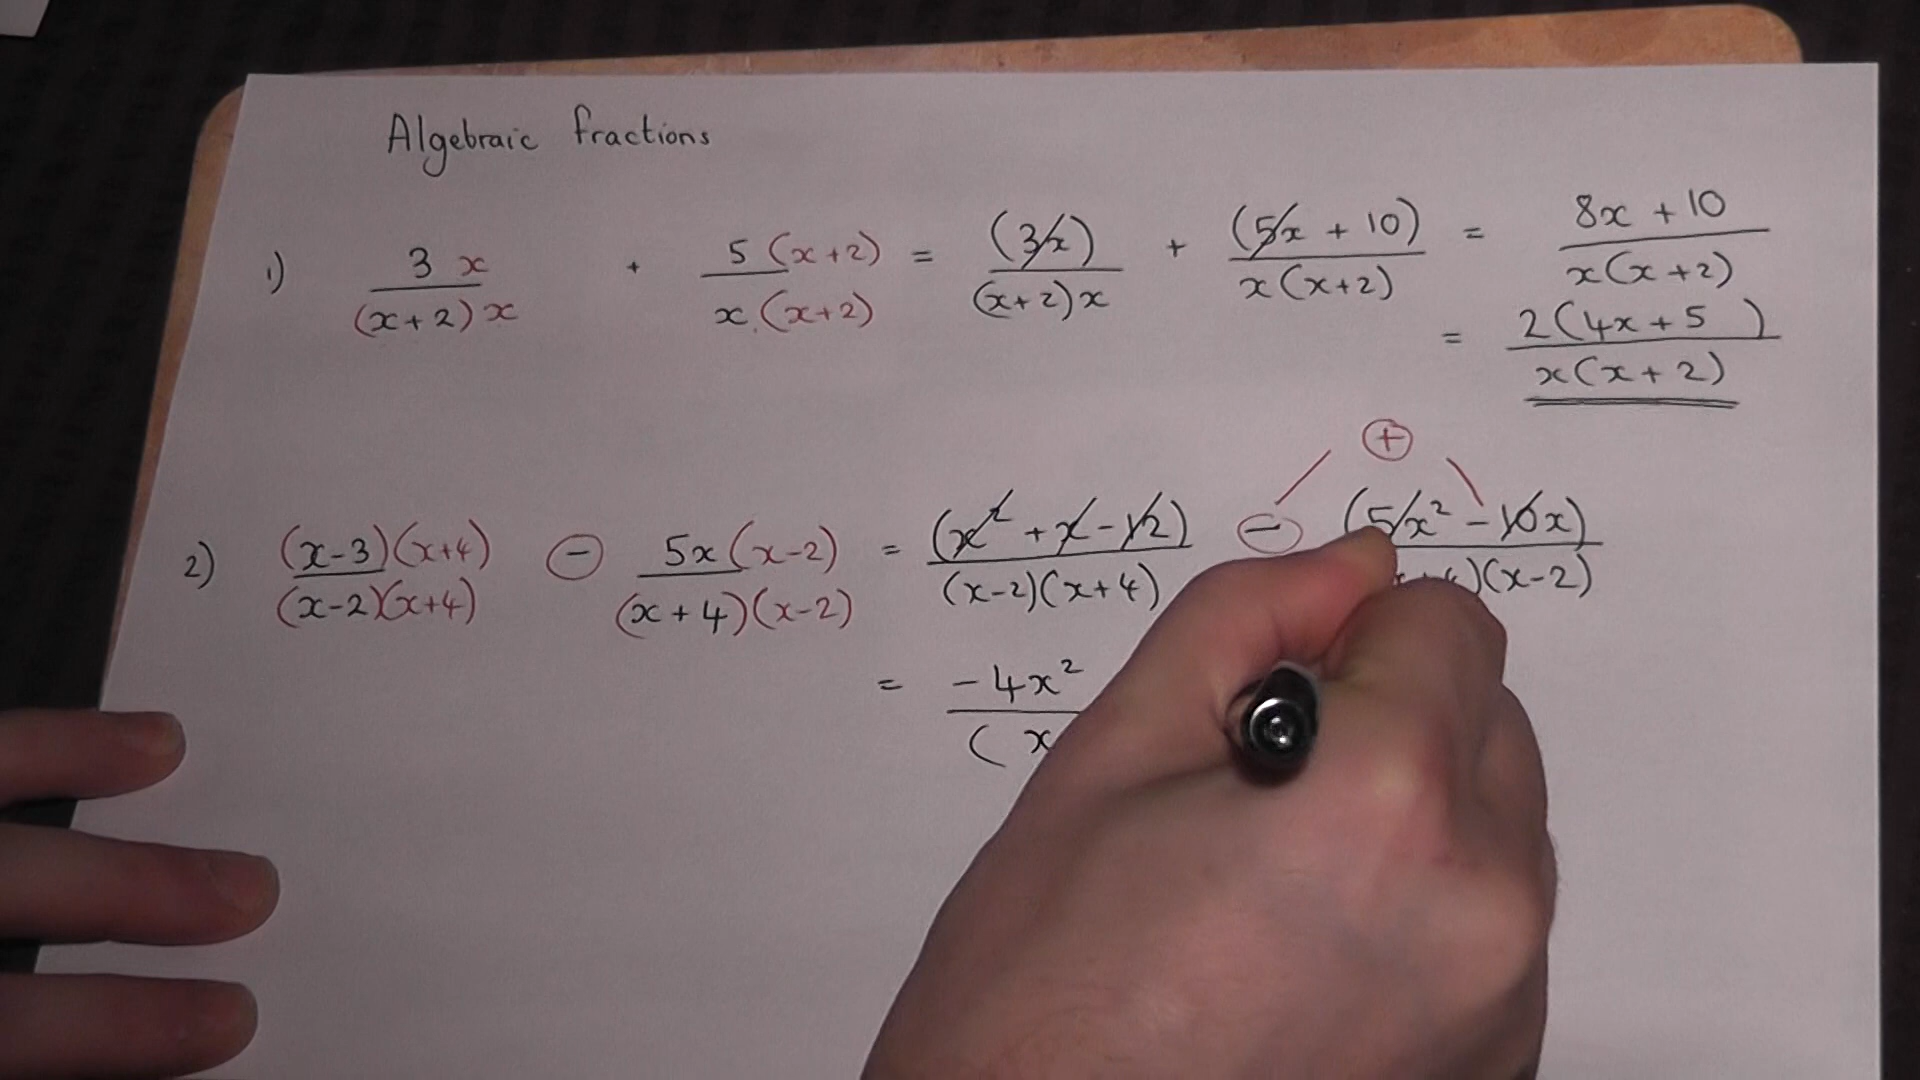 Algebraic fractions
1) 3 x / (x+2) x + 5 (x+2) / x . (x+2) = (3x) / (x+2) x + (5x + 10) / x (x+2) = 8x + 10 / x (x+2)
= 2 (4x + 5 ) / x (x + 2)
+
2) (x-3)(x+4) / (x-2)(x+4) - 5x (x-2) / (x+4)(x-2) = (x² + x - 12) / (x-2)(x+4) - (5x² - 10x) / (x-2)
= -4x² / ( x